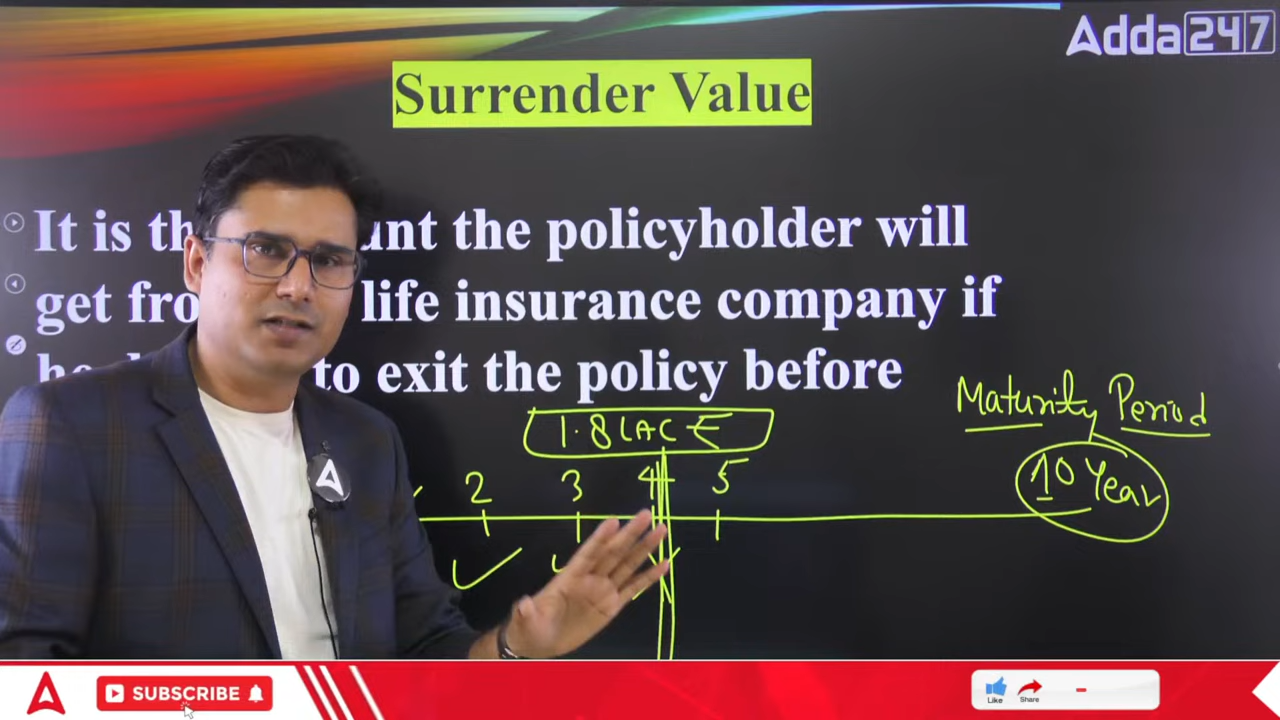 Adda247
Surrender Value
It is the unt the policyholder will
get fro life insurance company if
to exit the policy before
Maturity Period
1.8 LAC
2 3 4 5
10 Year
SUBSCRIBE
Like Share